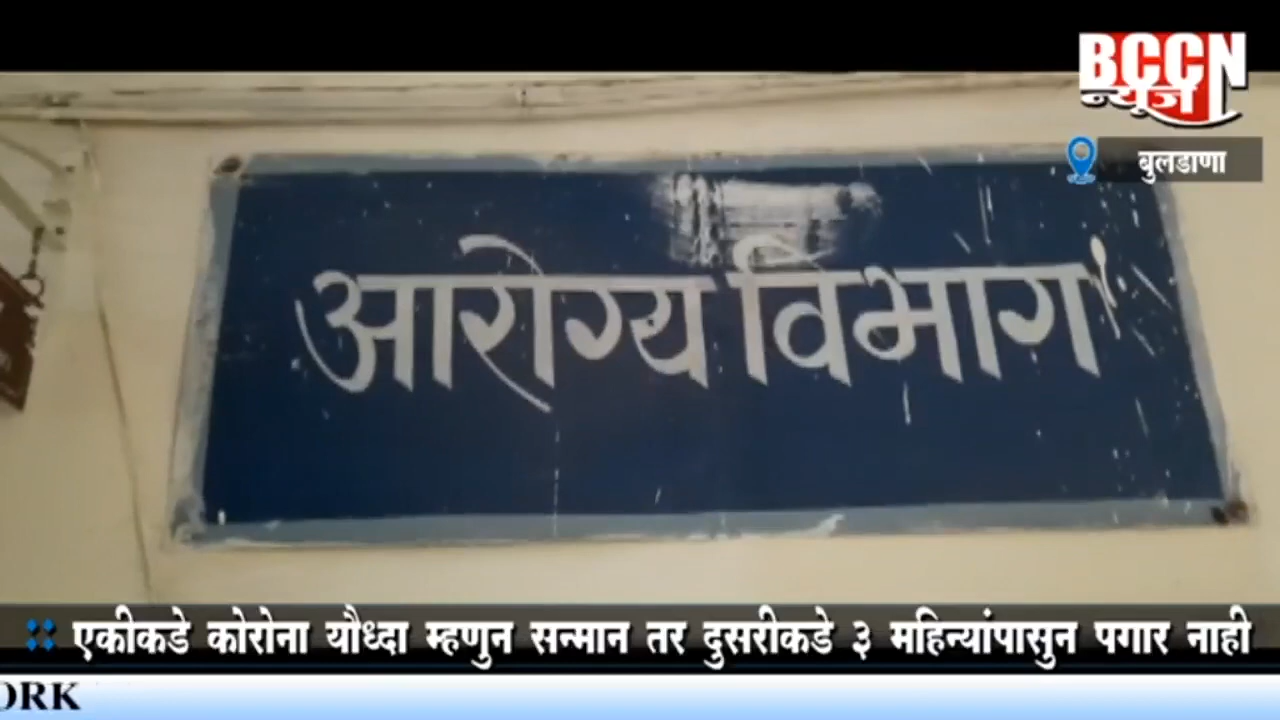 BCCN
न्यूज
बुलडाणा
आरोग्य विभाग
एकीकडे कोरोना यौध्दा म्हणुन सन्मान तर दुसरीकडे ३ महिन्यांपासुन पगार नाही
ORK